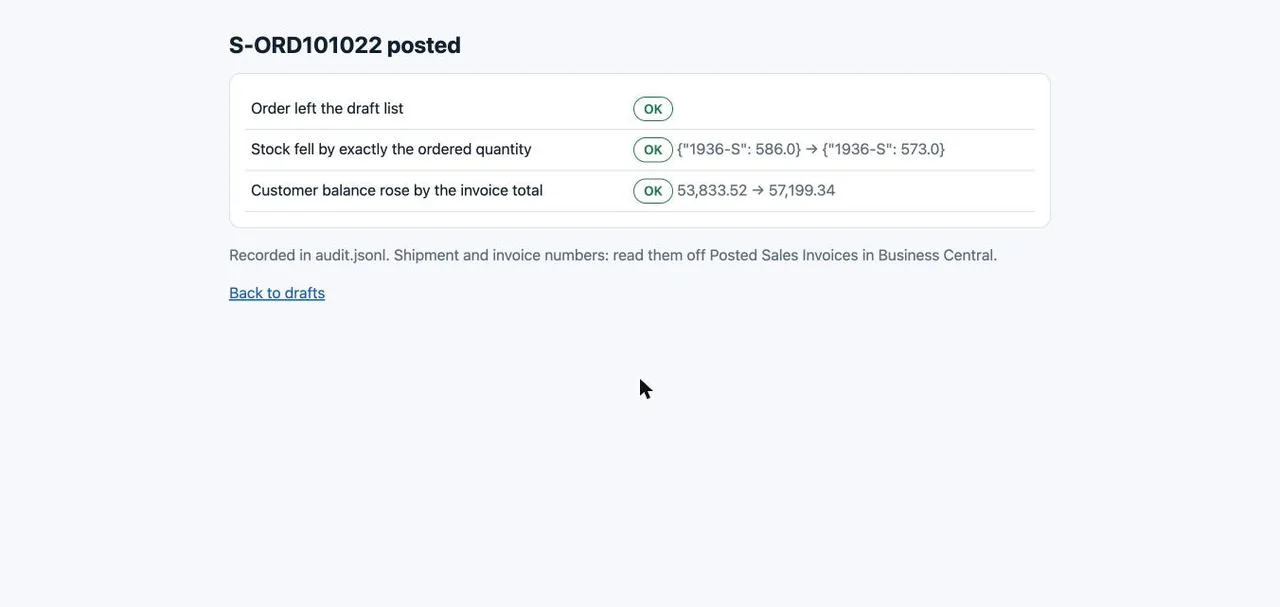 S-ORD101022 posted
Order left the draft list OK
Stock fell by exactly the ordered quantity OK {"1936-S": 586.0} → {"1936-S": 573.0}
Customer balance rose by the invoice total OK 53,833.52 → 57,199.34
Recorded in audit.jsonl. Shipment and invoice numbers: read them off Posted Sales Invoices in Business Central.
Back to drafts